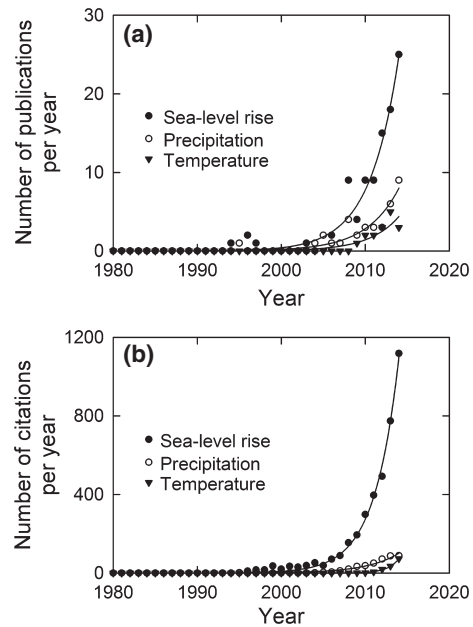 (a)
Number of publications
per year
30
20
10
0
Sea-level rise
Precipitation
Temperature
1980 1990 2000 2010 2020
Year
(b)
Number of citations
per year
1200
800
400
0
Sea-level rise
Precipitation
Temperature
1980 1990 2000 2010 2020
Year